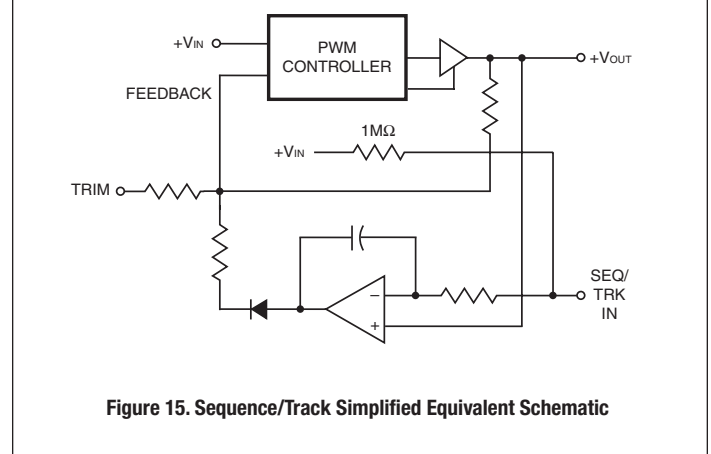 +VIN
PWM
CONTROLLER
+VOUT
FEEDBACK
1MΩ
+VIN
TRIM
SEQ/
TRK
IN
–
+
Figure 15. Sequence/Track Simplified Equivalent Schematic